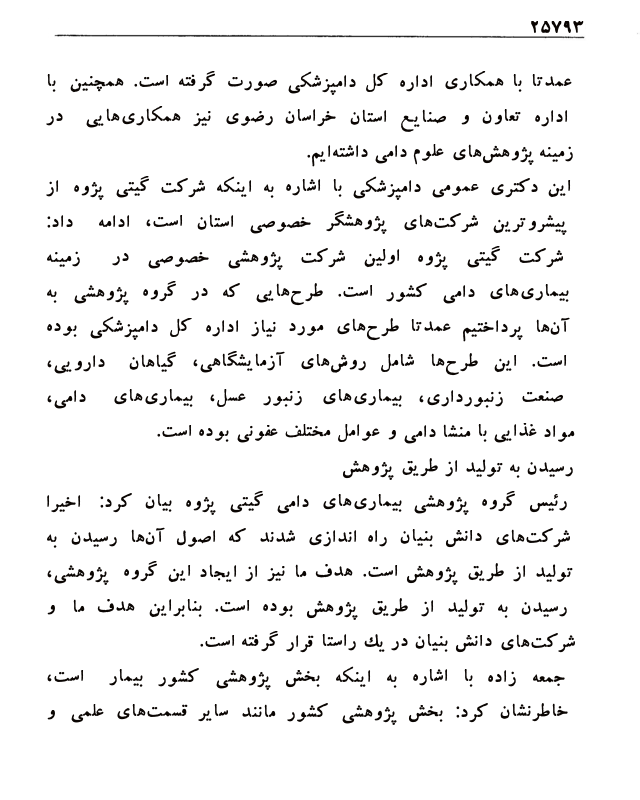 ۲۵۷۹۳
عمدتا با همکاری اداره کل دامپزشکی صورت گرفته است. همچنین با
اداره تعاون و صنایع استان خراسان رضوی نیز همکاری‌هایی در
زمینه پژوهش‌های علوم دامی داشته‌ایم.
این دکتری عمومی دامپزشکی با اشاره به اینکه شرکت گیتی پژوه از
پیشروترین شرکت‌های پژوهشگر خصوصی استان است، ادامه داد:
شرکت گیتی پژوه اولین شرکت پژوهشی خصوصی در زمینه
بیماری‌های دامی کشور است. طرح‌هایی که در گروه پژوهشی به
آن‌ها پرداختیم عمدتا طرح‌های مورد نیاز اداره کل دامپزشکی بوده
است. این طرح‌ها شامل روش‌های آزمایشگاهی، گیاهان دارویی،
صنعت زنبورداری، بیماری‌های زنبور عسل، بیماری‌های دامی،
مواد غذایی با منشا دامی و عوامل مختلف عفونی بوده است.
رسیدن به تولید از طریق پژوهش
رئیس گروه پژوهشی بیماری‌های دامی گیتی پژوه بیان کرد: اخیرا
شرکت‌های دانش بنیان راه اندازی شدند که اصول آن‌ها رسیدن به
تولید از طریق پژوهش است. هدف ما نیز از ایجاد این گروه پژوهشی،
رسیدن به تولید از طریق پژوهش بوده است. بنابراین هدف ما و
شرکت‌های دانش بنیان در یك راستا قرار گرفته است.
جمعه زاده با اشاره به اینکه بخش پژوهشی کشور بیمار است،
خاطرنشان کرد: بخش پژوهشی کشور مانند سایر قسمت‌های علمی و